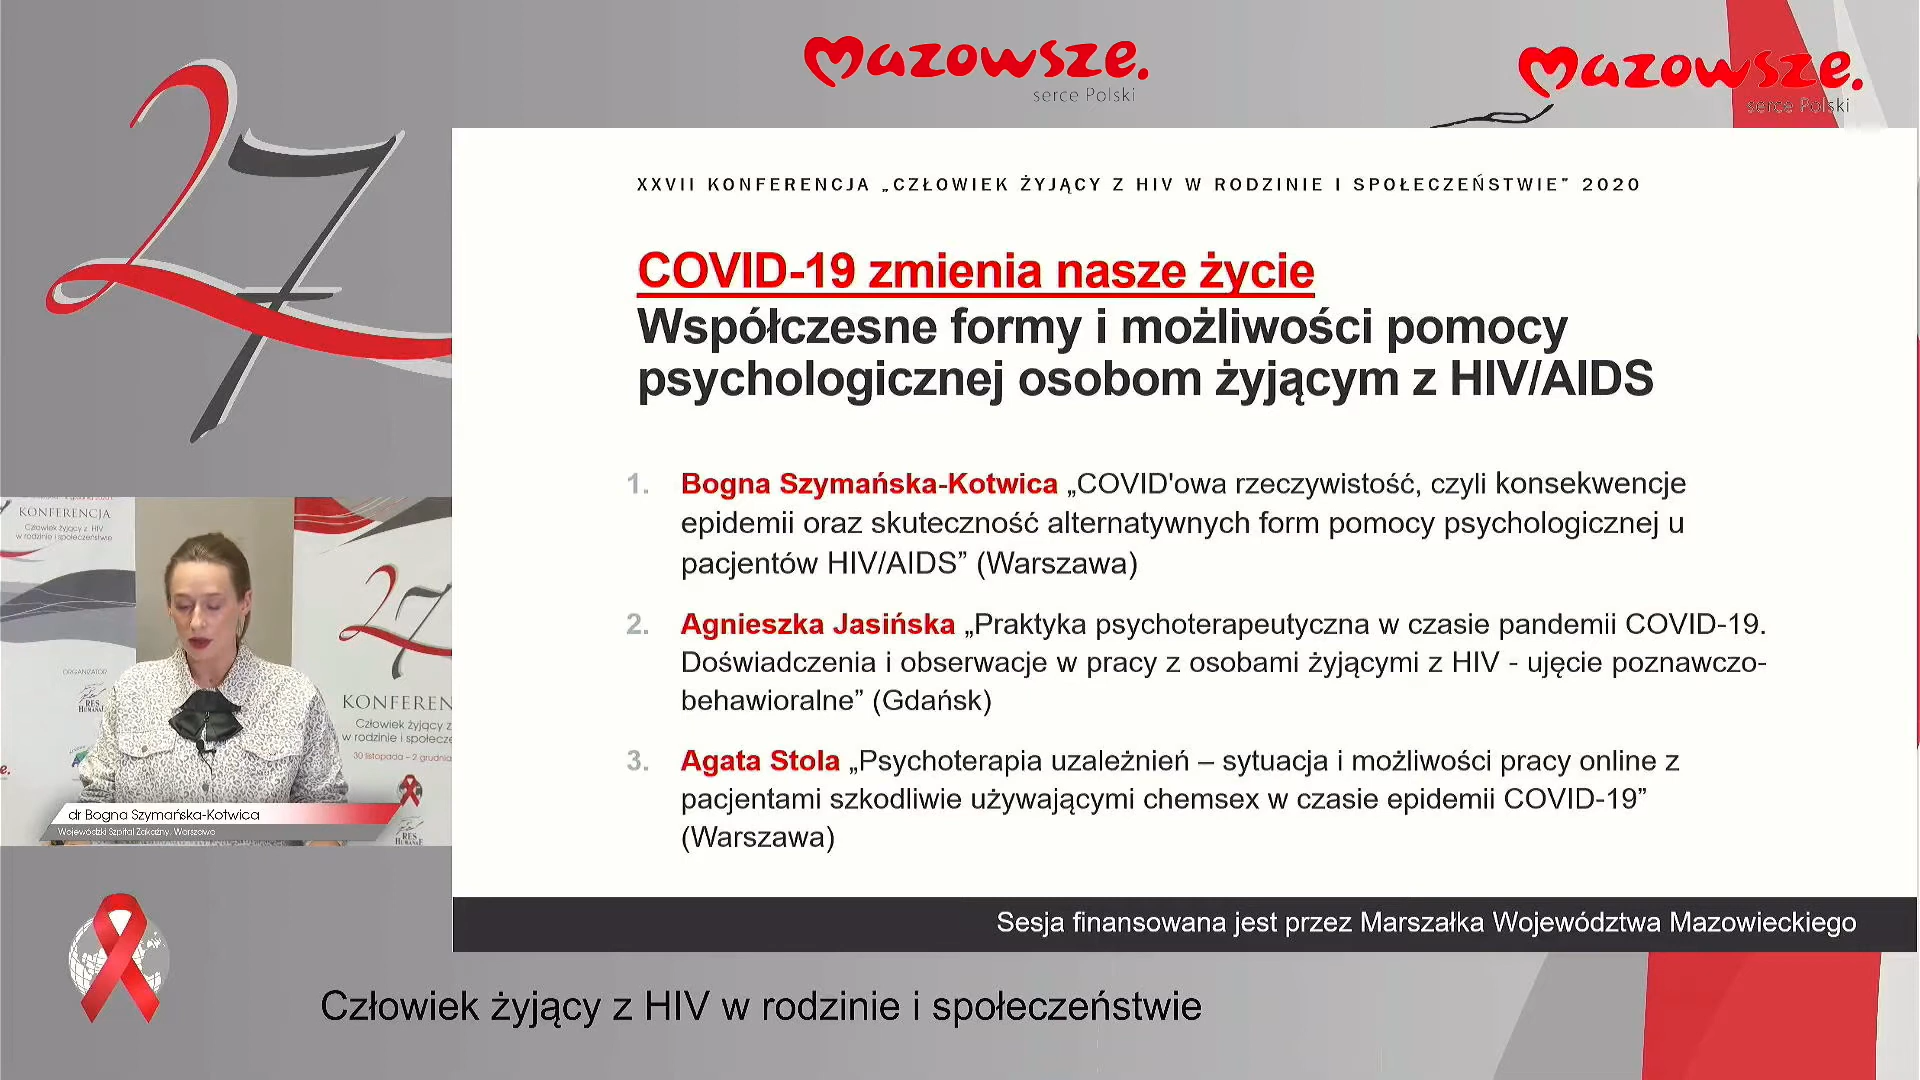 Mazowsze.
serce Polski
Mazowsze.
serce Polski
27
XXVII KONFERENCJA „CZŁOWIEK ŻYJĄCY Z HIV W RODZINIE I SPOŁECZEŃSTWIE” 2020
COVID-19 zmienia nasze życie
Współczesne formy i możliwości pomocy
psychologicznej osobom żyjącym z HIV/AIDS
1. Bogna Szymańska-Kotwica „COVID'owa rzeczywistość, czyli konsekwencje
epidemii oraz skuteczność alternatywnych form pomocy psychologicznej u
pacjentów HIV/AIDS” (Warszawa)
2. Agnieszka Jasińska „Praktyka psychoterapeutyczna w czasie pandemii COVID-19.
Doświadczenia i obserwacje w pracy z osobami żyjącymi z HIV - ujęcie poznawczo-
behawioralne” (Gdańsk)
3. Agata Stola „Psychoterapia uzależnień – sytuacja i możliwości pracy online z
pacjentami szkodliwie używającymi chemsex w czasie epidemii COVID-19”
(Warszawa)
Sesja finansowana jest przez Marszałka Województwa Mazowieckiego
KONFERENCJA
Człowiek żyjący z HIV
w rodzinie i społeczeństwie
ORGANIZATOR
RES
HUMANAE
27
KONFEREN
Człowiek żyjący z
w rodzinie i społecze
30 listopada – 2 grudnia
RES
HUMANAE
dr Bogna Szymańska-Kotwica
Wojewódzki Szpital Zakaźny, Warszawa
Człowiek żyjący z HIV w rodzinie i społeczeństwie